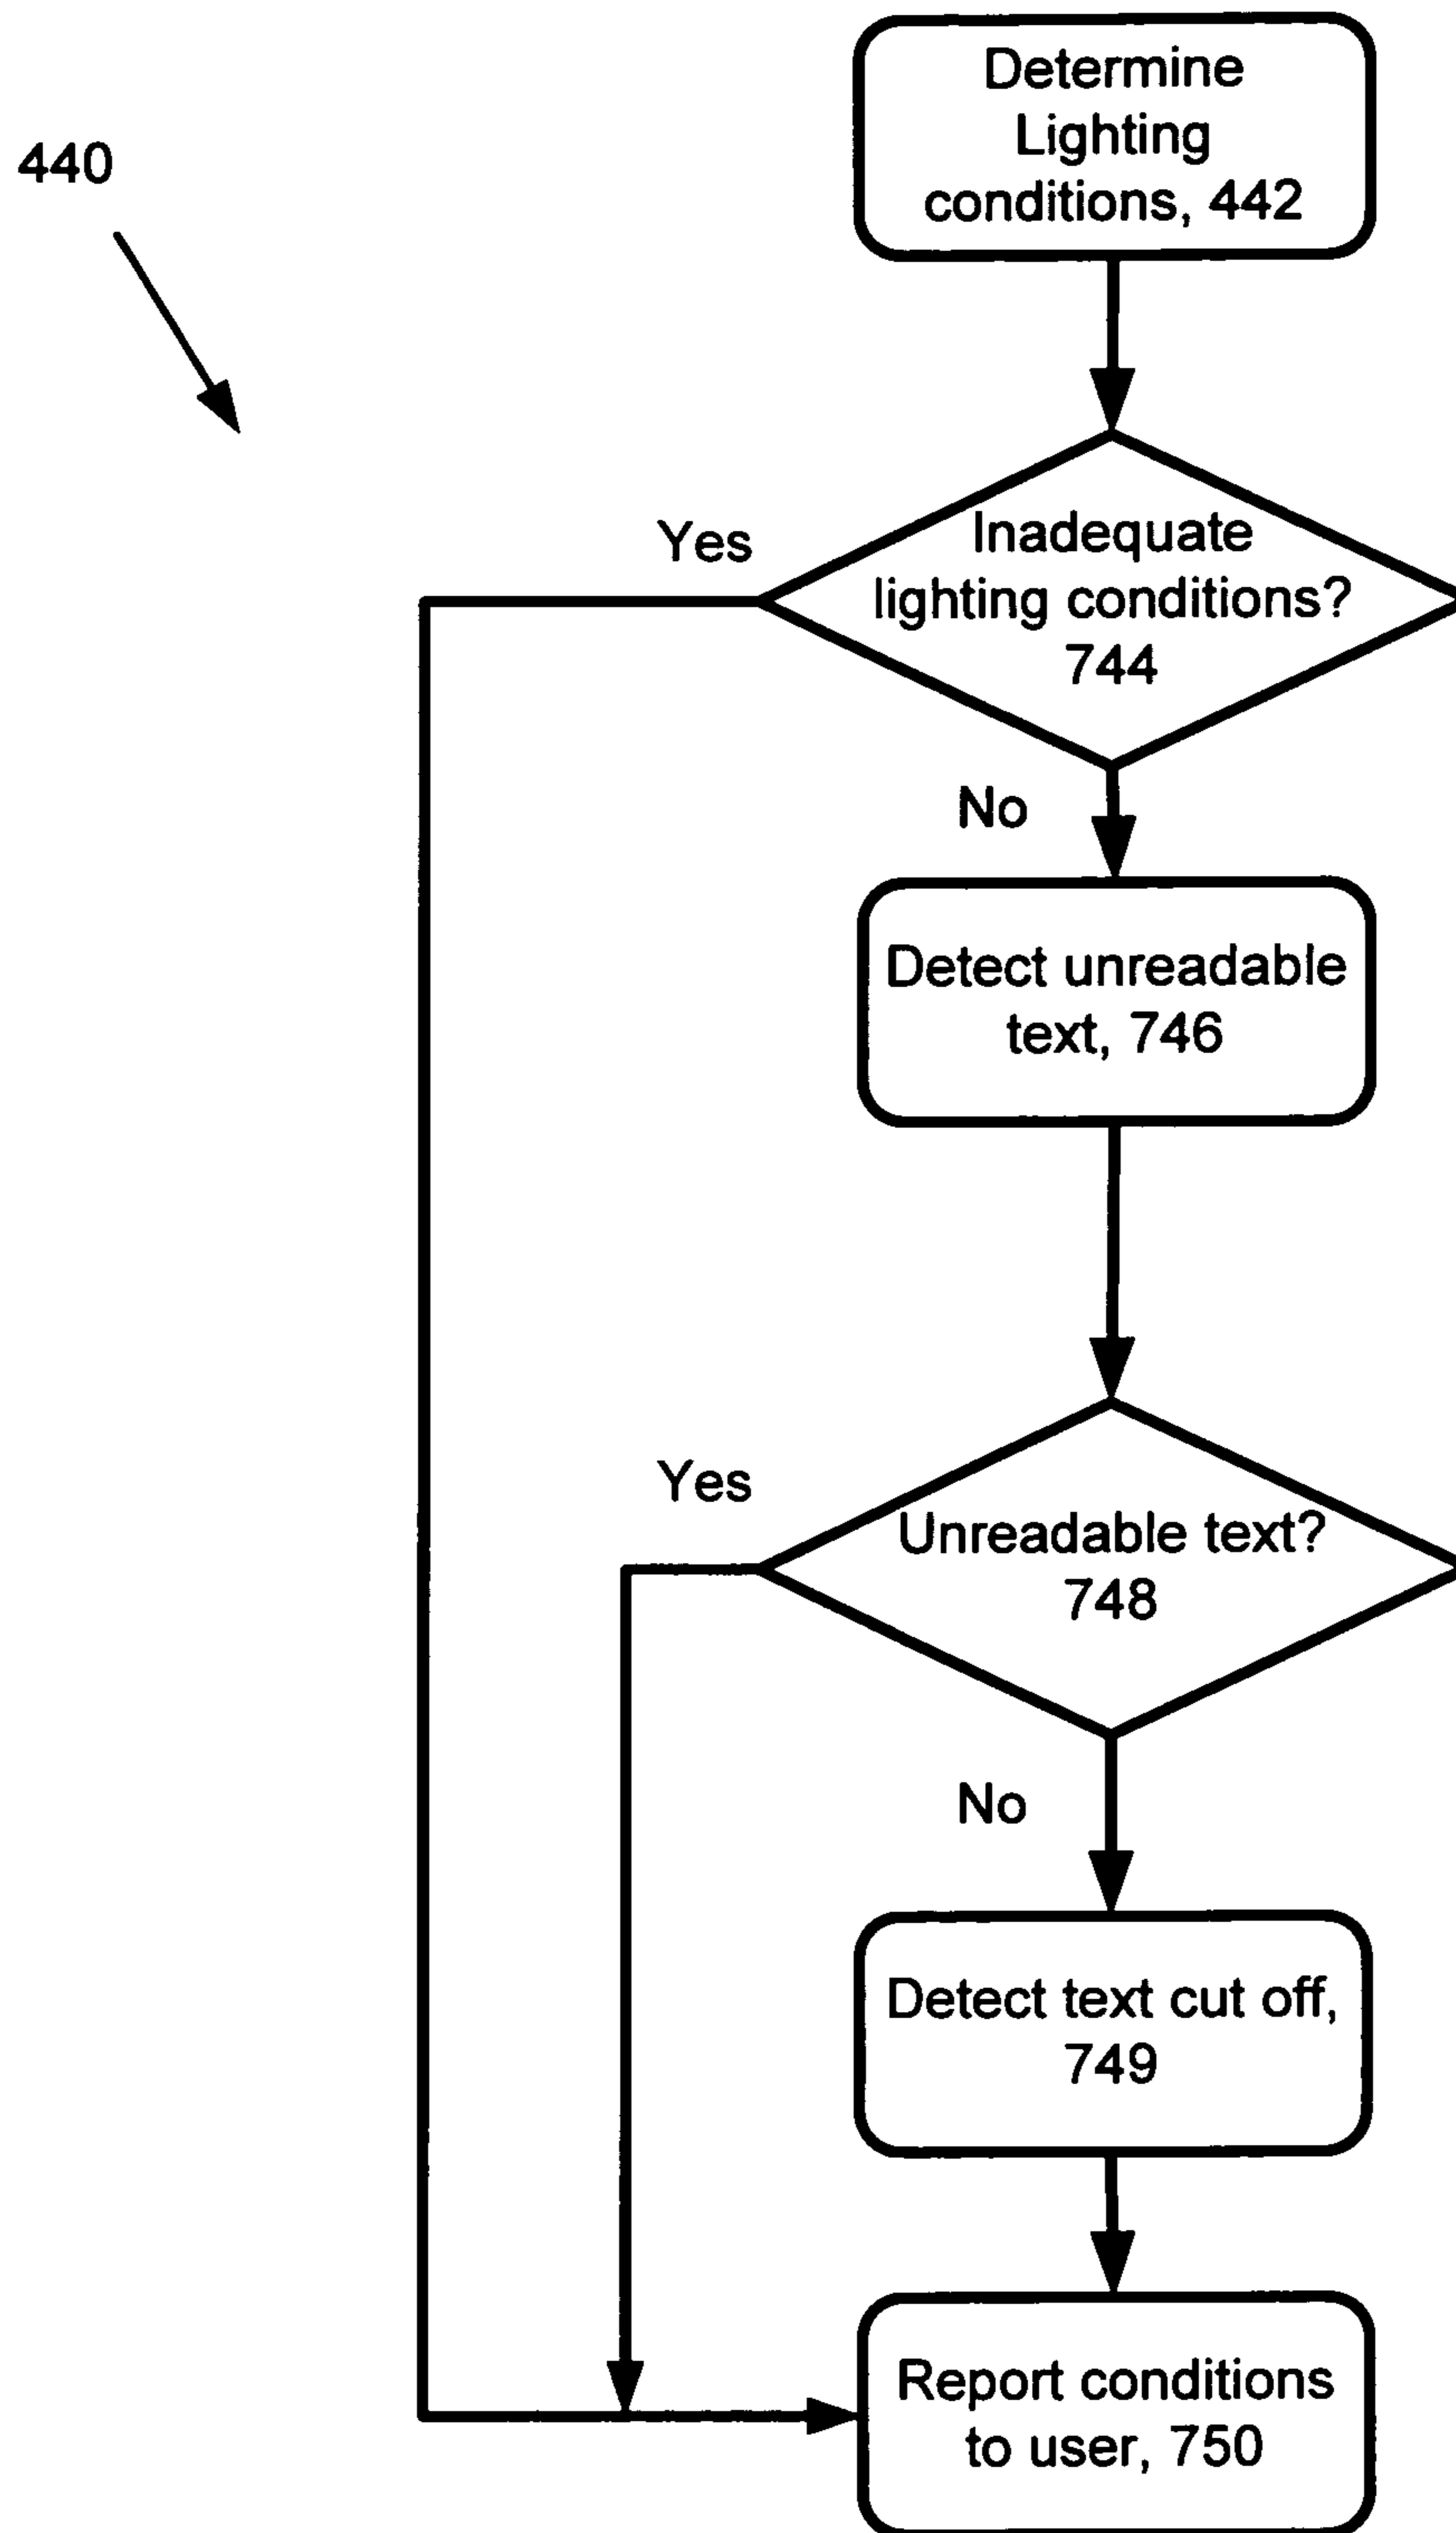 440
Determine
Lighting
conditions, 442
Yes
Inadequate
lighting conditions?
744
No
Detect unreadable
text, 746
Yes
Unreadable text?
748
No
Detect text cut off,
749
Report conditions
to user, 750